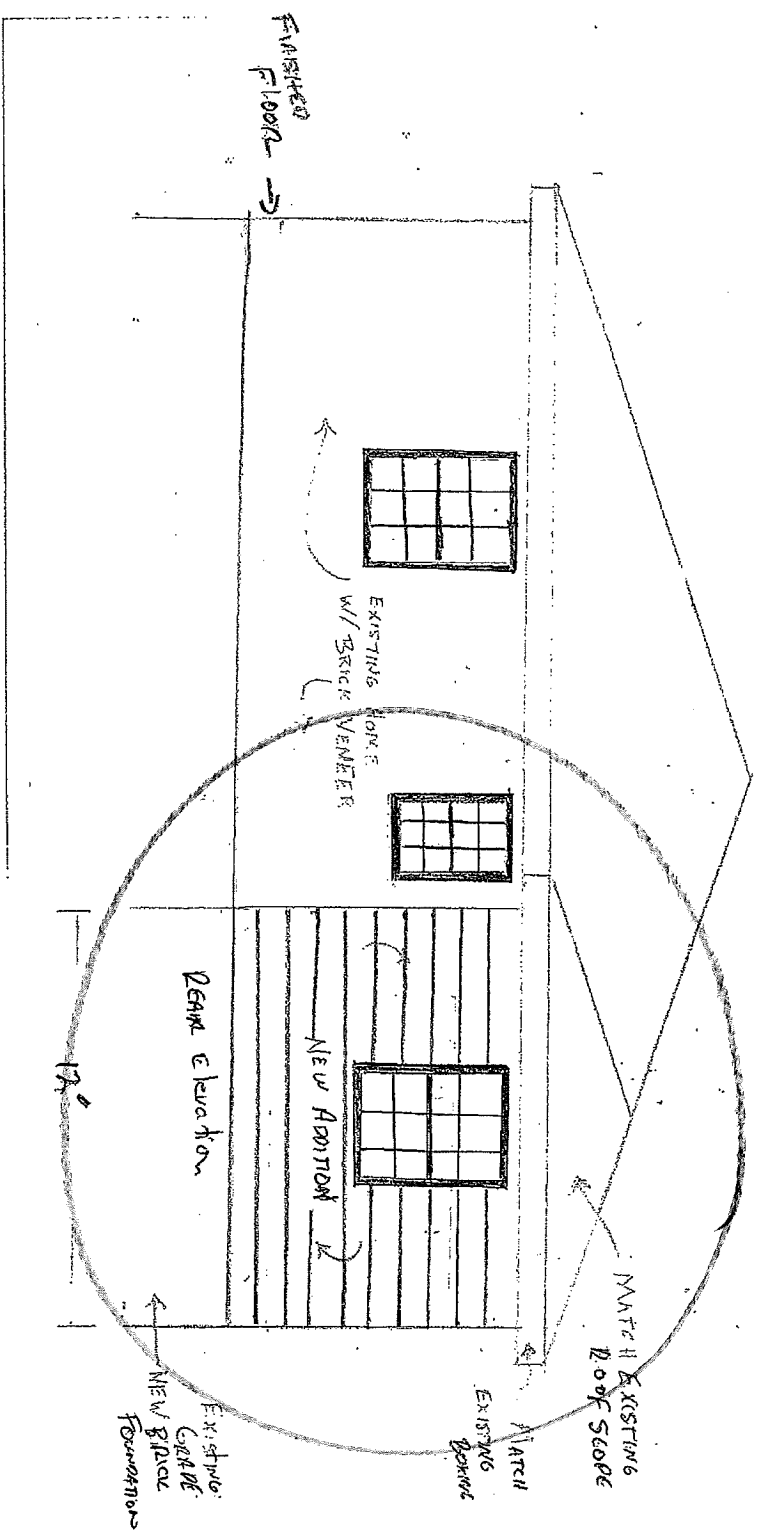 FINISHED
FLOOR →
EXISTING HOME
W/ BRICK VENEER
MATCH EXISTING
ROOF SLOPE
MATCH
EXISTING
BOXING
NEW ADDITION
REAR Elevation
12'
EXISTING
GRADE
NEW BRICK
FOUNDATION